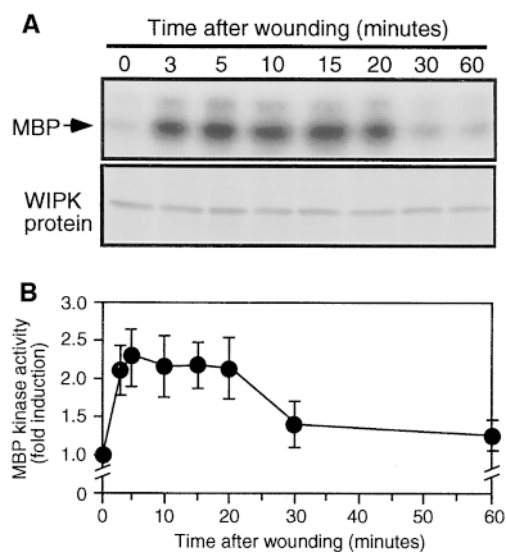 A
Time after wounding (minutes)
0 3 5 10 15 20 30 60
MBP
WIPK
protein
B
MBP kinase activity
(fold induction)
3.0
2.5
2.0
1.5
1.0
0
0 10 20 30 40 50 60
Time after wounding (minutes)